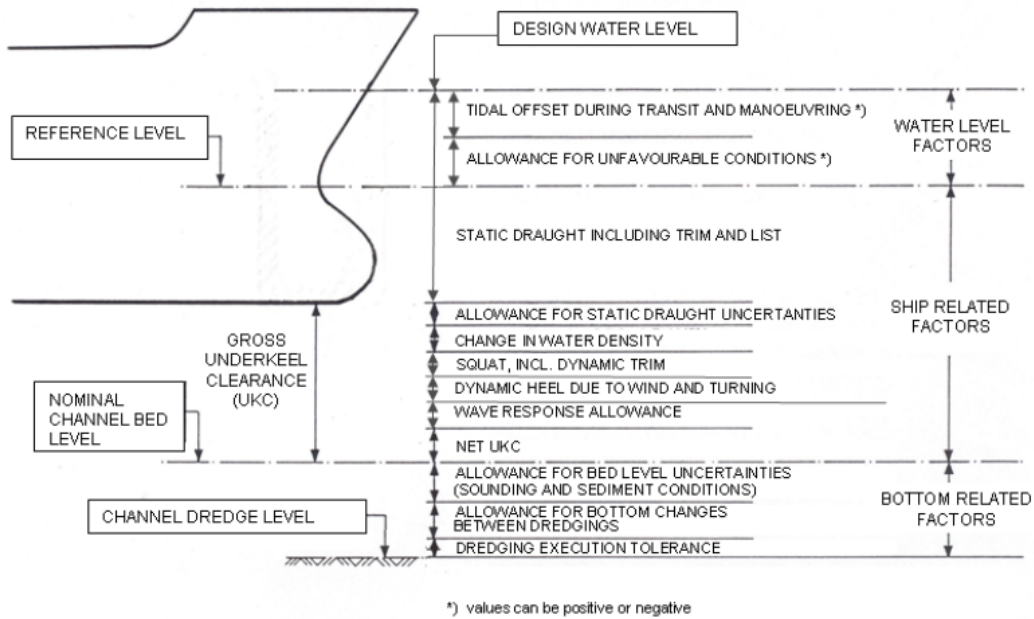 DESIGN WATER LEVEL
TIDAL OFFSET DURING TRANSIT AND MANOEUVRING *)
REFERENCE LEVEL
WATER LEVEL
FACTORS
ALLOWANCE FOR UNFAVOURABLE CONDITIONS *)
STATIC DRAUGHT INCLUDING TRIM AND LIST
SHIP RELATED
FACTORS
ALLOWANCE FOR STATIC DRAUGHT UNCERTANTIES
CHANGE IN WATER DENSITY
GROSS
UNDERKEEL
CLEARANCE
(UKC)
SQUAT, INCL. DYNAMIC TRIM
DYNAMIC HEEL DUE TO WIND AND TURNING
NOMINAL
CHANNEL BED
LEVEL
WAVE RESPONSE ALLOWANCE
NET UKC
ALLOWANCE FOR BED LEVEL UNCERTAINTIES
(SOUNDING AND SEDIMENT CONDITIONS)
BOTTOM RELATED
FACTORS
CHANNEL DREDGE LEVEL
ALLOWANCE FOR BOTTOM CHANGES
BETWEEN DREDGINGS
DREDGING EXECUTION TOLERANCE
*) values can be positive or negative